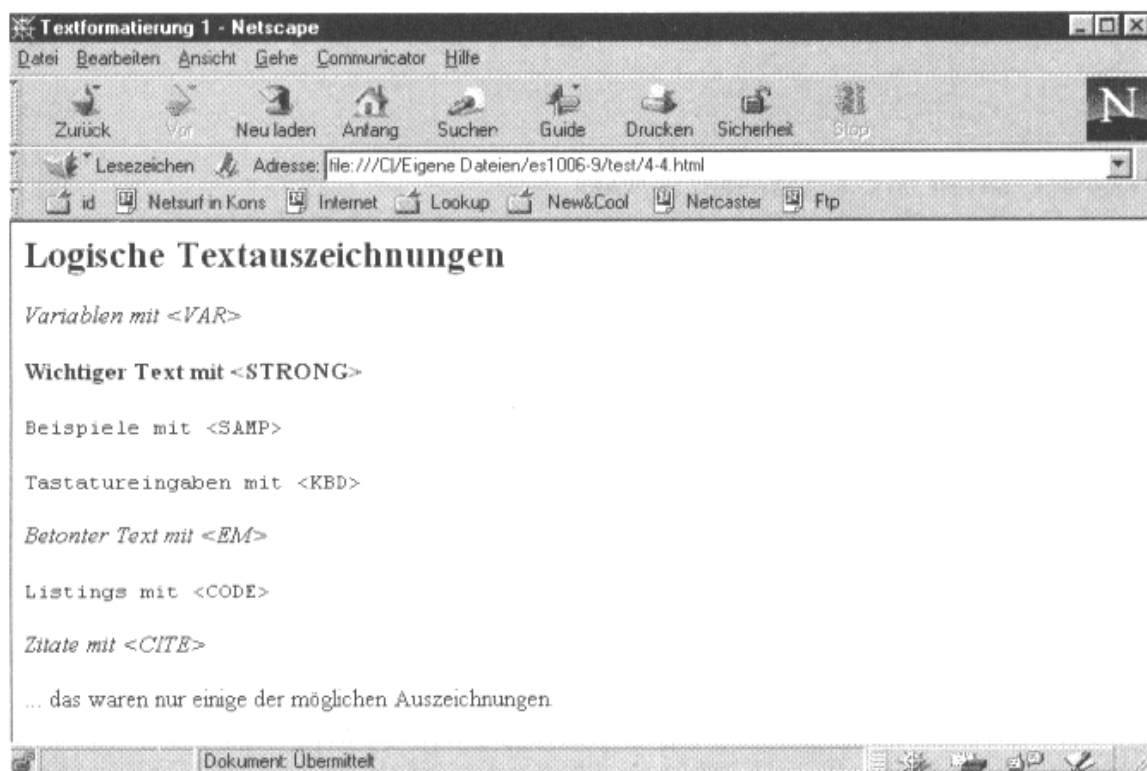 Textformatierung 1 - Netscape
Datei Bearbeiten Ansicht Gehe Communicator Hilfe
Zurück Vor Neu laden Anfang Suchen Guide Drucken Sicherheit Stop
N
Lesezeichen Adresse: file:///C|/Eigene Dateien/es1006-9/test/4-4.html
id Netsurf in Kons Internet Lookup New&Cool Netcaster Ftp
Logische Textauszeichnungen
Variablen mit <VAR>
Wichtiger Text mit <STRONG>
Beispiele mit <SAMP>
Tastatureingaben mit <KBD>
Betonter Text mit <EM>
Listings mit <CODE>
Zitate mit <CITE>
... das waren nur einige der möglichen Auszeichnungen
Dokument: Übermittelt